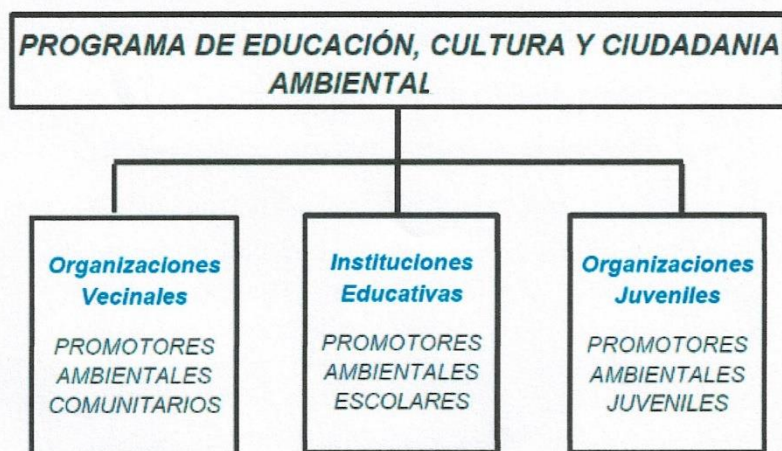 PROGRAMA DE EDUCACIÓN, CULTURA Y CIUDADANIA
AMBIENTAL
Organizaciones
Vecinales
PROMOTORES
AMBIENTALES
COMUNITARIOS
Instituciones
Educativas
PROMOTORES
AMBIENTALES
ESCOLARES
Organizaciones
Juveniles
PROMOTORES
AMBIENTALES
JUVENILES